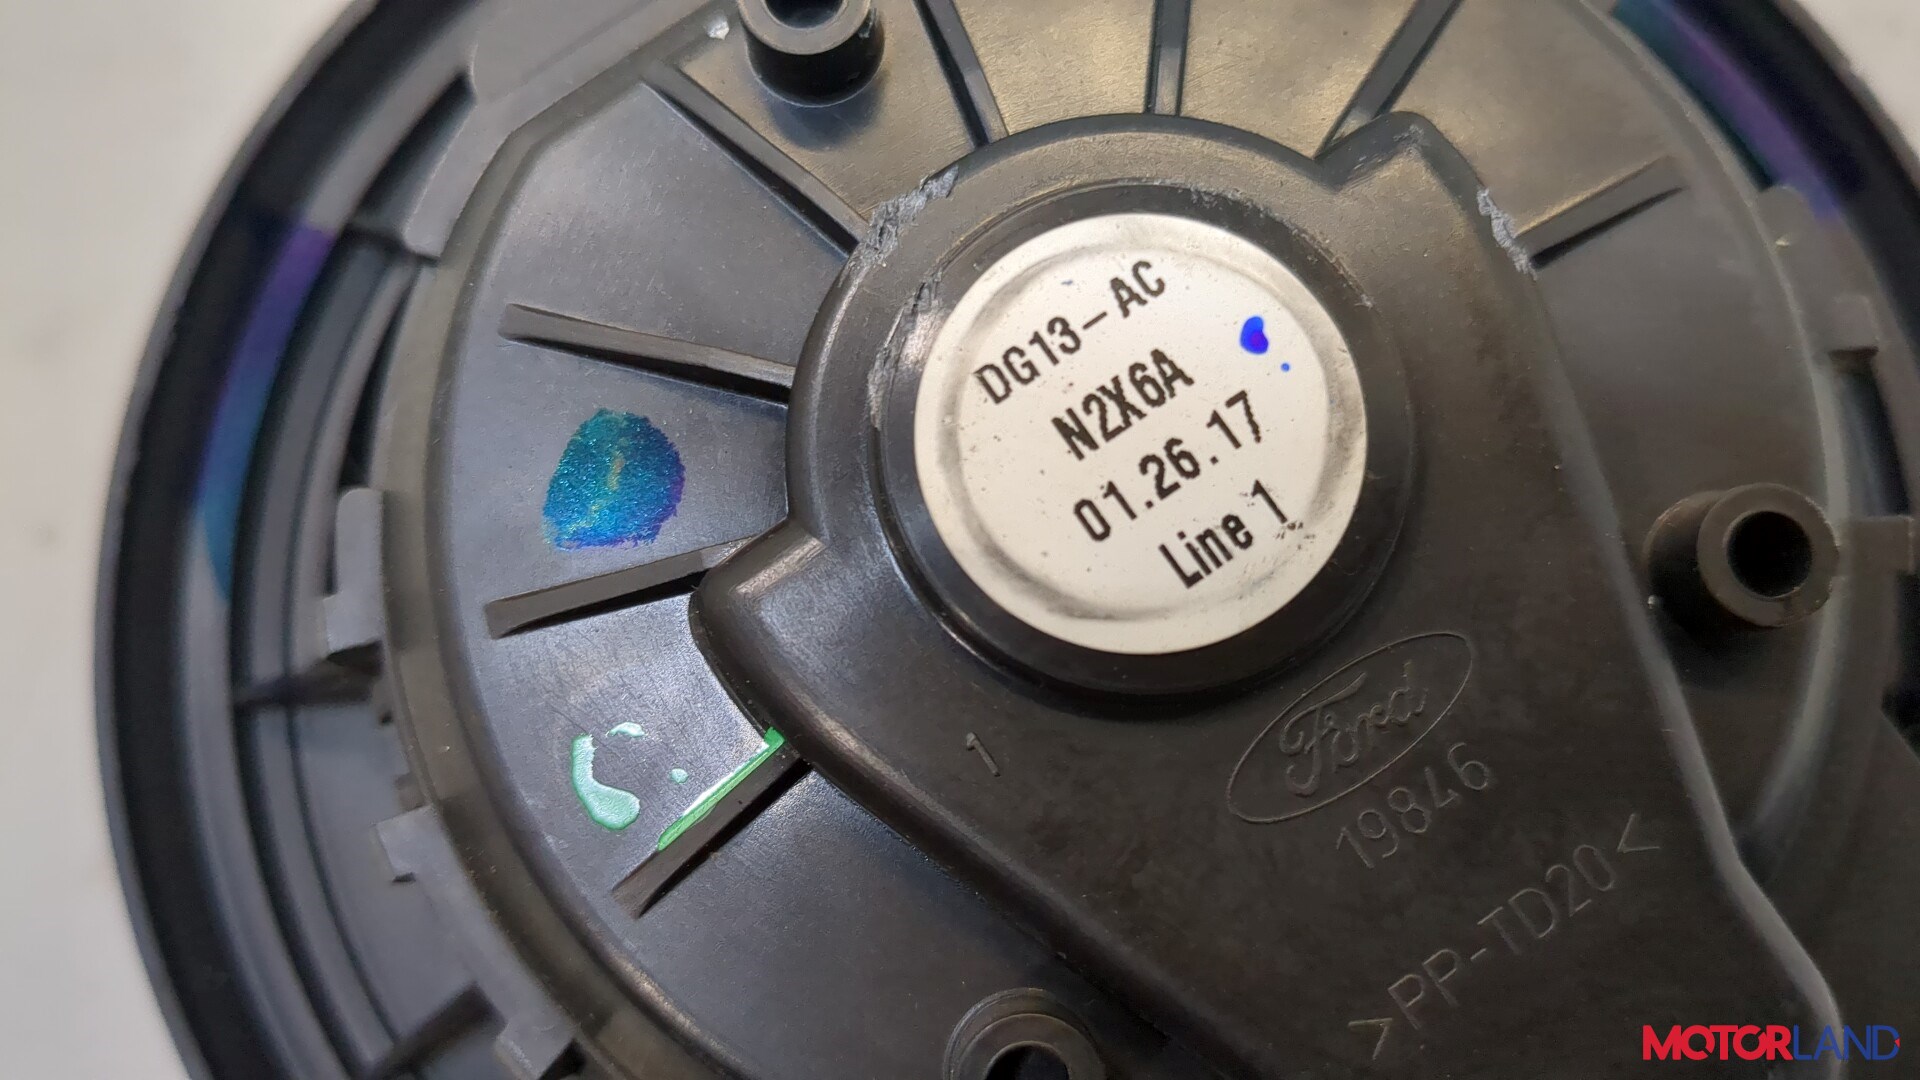 DG13-AC
N2X6A
01.26.17
Line 1
1
Ford
19846
>PP-TD20<
MOTORLAND